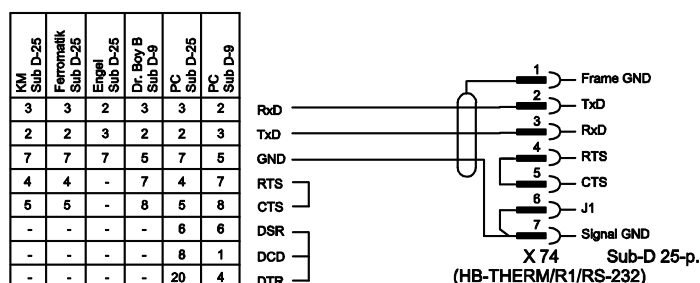 KM Sub D-25
Ferromatik Sub D-25
Engel Sub D-25
Dr. Boy B Sub D-9
PC Sub D-25
PC Sub D-9
3 3 2 3 3 2 RxD
2 2 3 2 2 3 TxD
7 7 7 5 7 5 GND
4 4 - 7 4 7 RTS
5 5 - 8 5 8 CTS
- - - - 6 6 DSR
- - - - 8 1 DCD
- - - - 20 4 DTR
1 Frame GND
2 TxD
3 RxD
4 RTS
5 CTS
6 J1
7 Signal GND
X 74 Sub-D 25-p.
(HB-THERM/R1/RS-232)